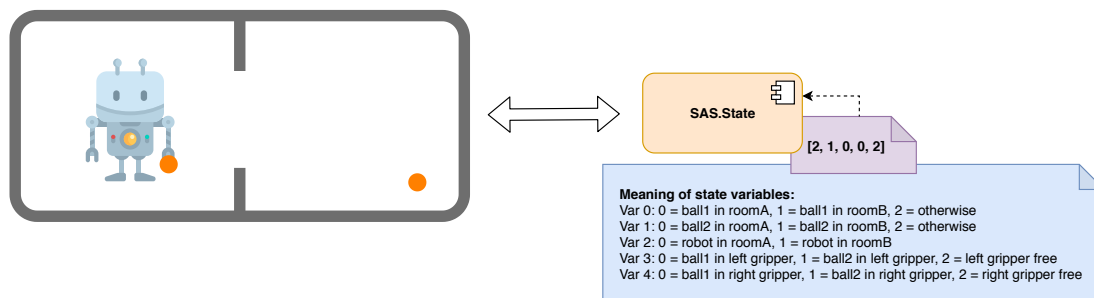 SAS.State
[2, 1, 0, 0, 2]
Meaning of state variables:
Var 0: 0 = ball1 in roomA, 1 = ball1 in roomB, 2 = otherwise
Var 1: 0 = ball2 in roomA, 1 = ball2 in roomB, 2 = otherwise
Var 2: 0 = robot in roomA, 1 = robot in roomB
Var 3: 0 = ball1 in left gripper, 1 = ball2 in left gripper, 2 = left gripper free
Var 4: 0 = ball1 in right gripper, 1 = ball2 in right gripper, 2 = right gripper free